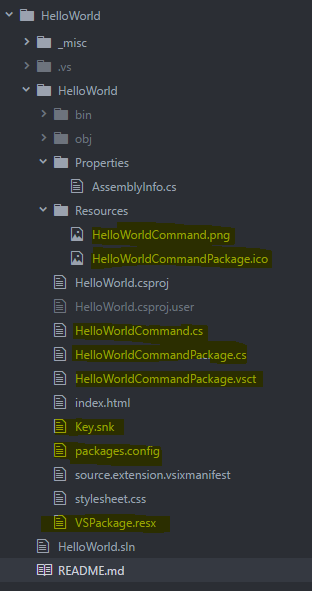 HelloWorld
_misc
.vs
HelloWorld
bin
obj
Properties
AssemblyInfo.cs
Resources
HelloWorldCommand.png
HelloWorldCommandPackage.ico
HelloWorld.csproj
HelloWorld.csproj.user
HelloWorldCommand.cs
HelloWorldCommandPackage.cs
HelloWorldCommandPackage.vsct
index.html
Key.snk
packages.config
source.extension.vsixmanifest
stylesheet.css
VSPackage.resx
HelloWorld.sln
README.md